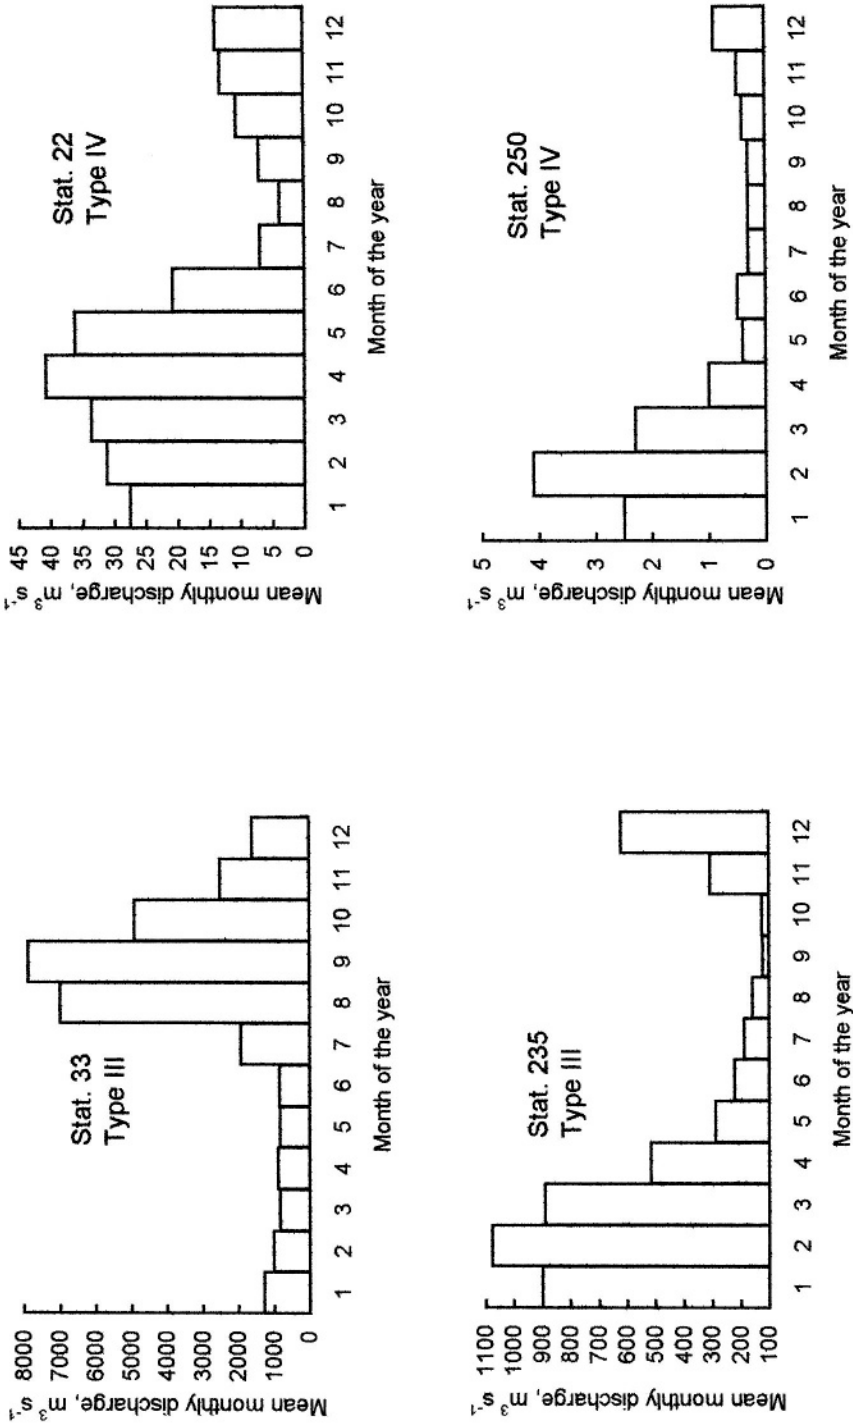 Mean monthly discharge, m³ s⁻¹
8000
7000
6000
5000
4000
3000
2000
1000
0
Stat. 33
Type III
1 2 3 4 5 6 7 8 9 10 11 12
Month of the year
Mean monthly discharge, m³ s⁻¹
45
40
35
30
25
20
15
10
5
0
Stat. 22
Type IV
1 2 3 4 5 6 7 8 9 10 11 12
Month of the year
Mean monthly discharge, m³ s⁻¹
1100
1000
900
800
700
600
500
400
300
200
100
Stat. 235
Type III
1 2 3 4 5 6 7 8 9 10 11 12
Month of the year
Mean monthly discharge, m³ s⁻¹
5
4
3
2
1
0
Stat. 250
Type IV
1 2 3 4 5 6 7 8 9 10 11 12
Month of the year